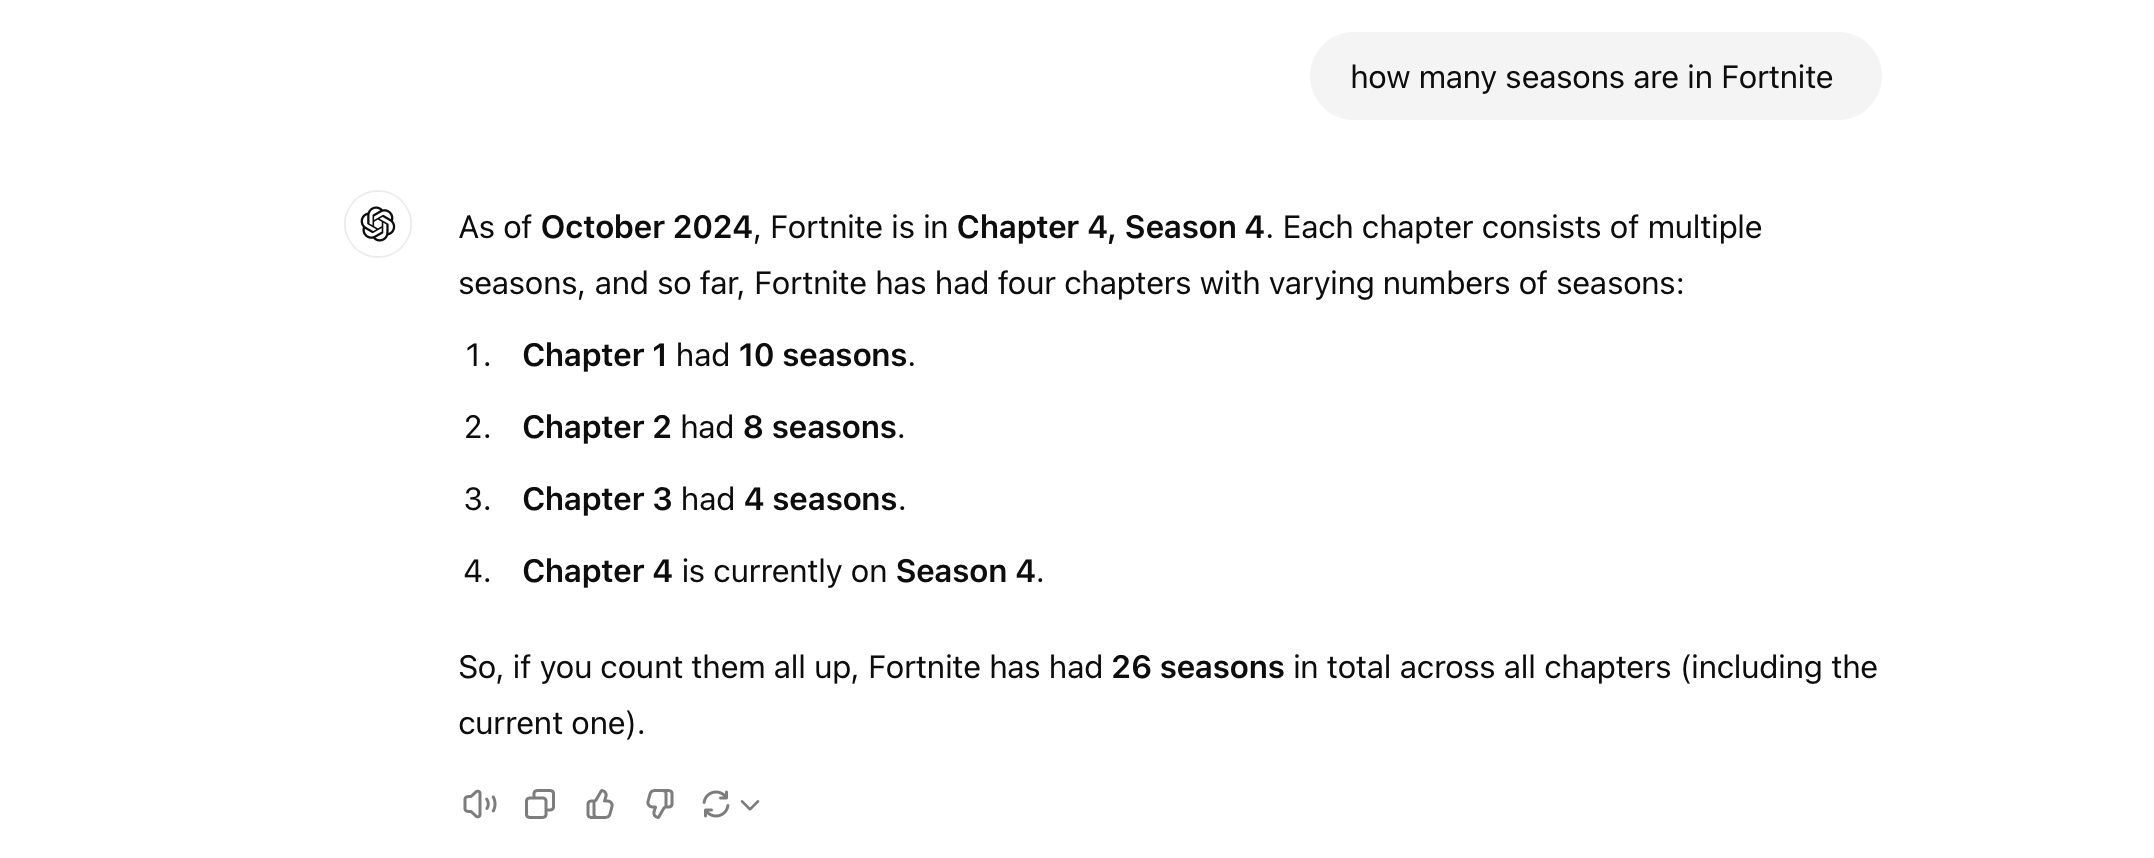 how many seasons are in Fortnite
As of October 2024, Fortnite is in Chapter 4, Season 4. Each chapter consists of multiple
seasons, and so far, Fortnite has had four chapters with varying numbers of seasons:
1. Chapter 1 had 10 seasons.
2. Chapter 2 had 8 seasons.
3. Chapter 3 had 4 seasons.
4. Chapter 4 is currently on Season 4.
So, if you count them all up, Fortnite has had 26 seasons in total across all chapters (including the
current one).